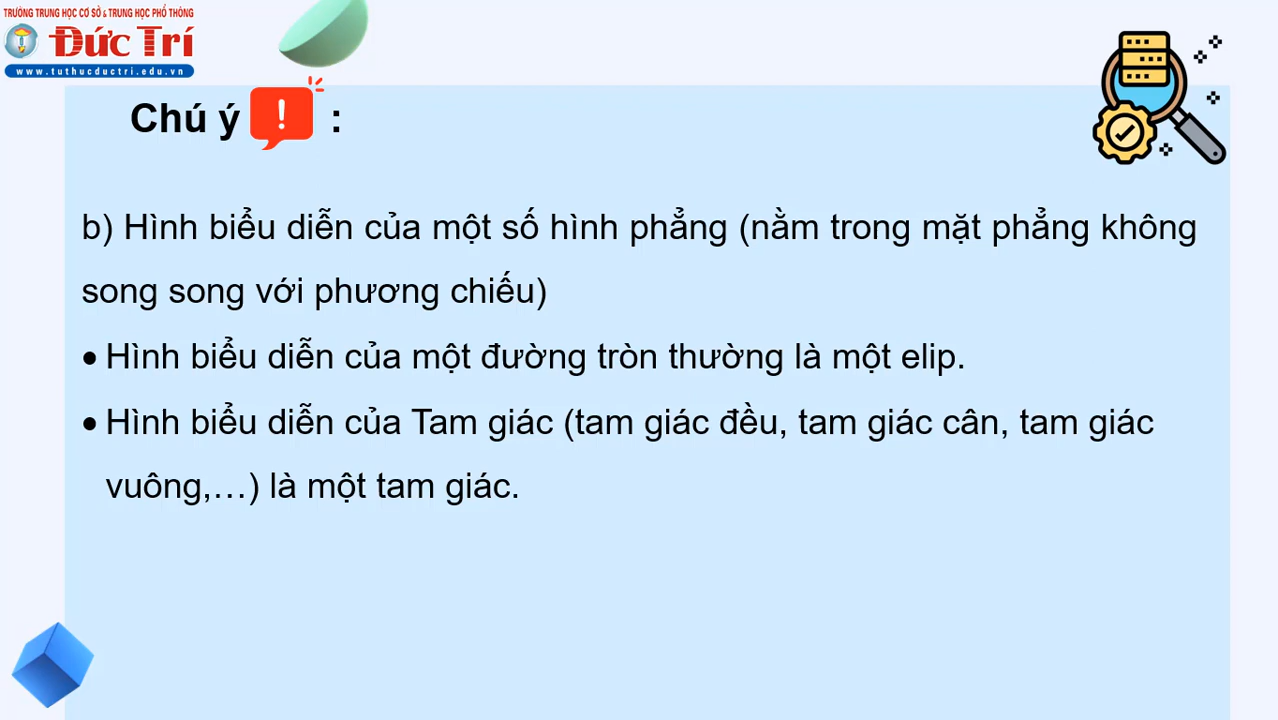 TRƯỜNG TRUNG HỌC CƠ SỞ & TRUNG HỌC PHỔ THÔNG
Đức Trí
www.tuthucductri.edu.vn
Chú ý ! :
b) Hình biểu diễn của một số hình phẳng (nằm trong mặt phẳng không
song song với phương chiếu)
• Hình biểu diễn của một đường tròn thường là một elip.
• Hình biểu diễn của Tam giác (tam giác đều, tam giác cân, tam giác
vuông,…) là một tam giác.